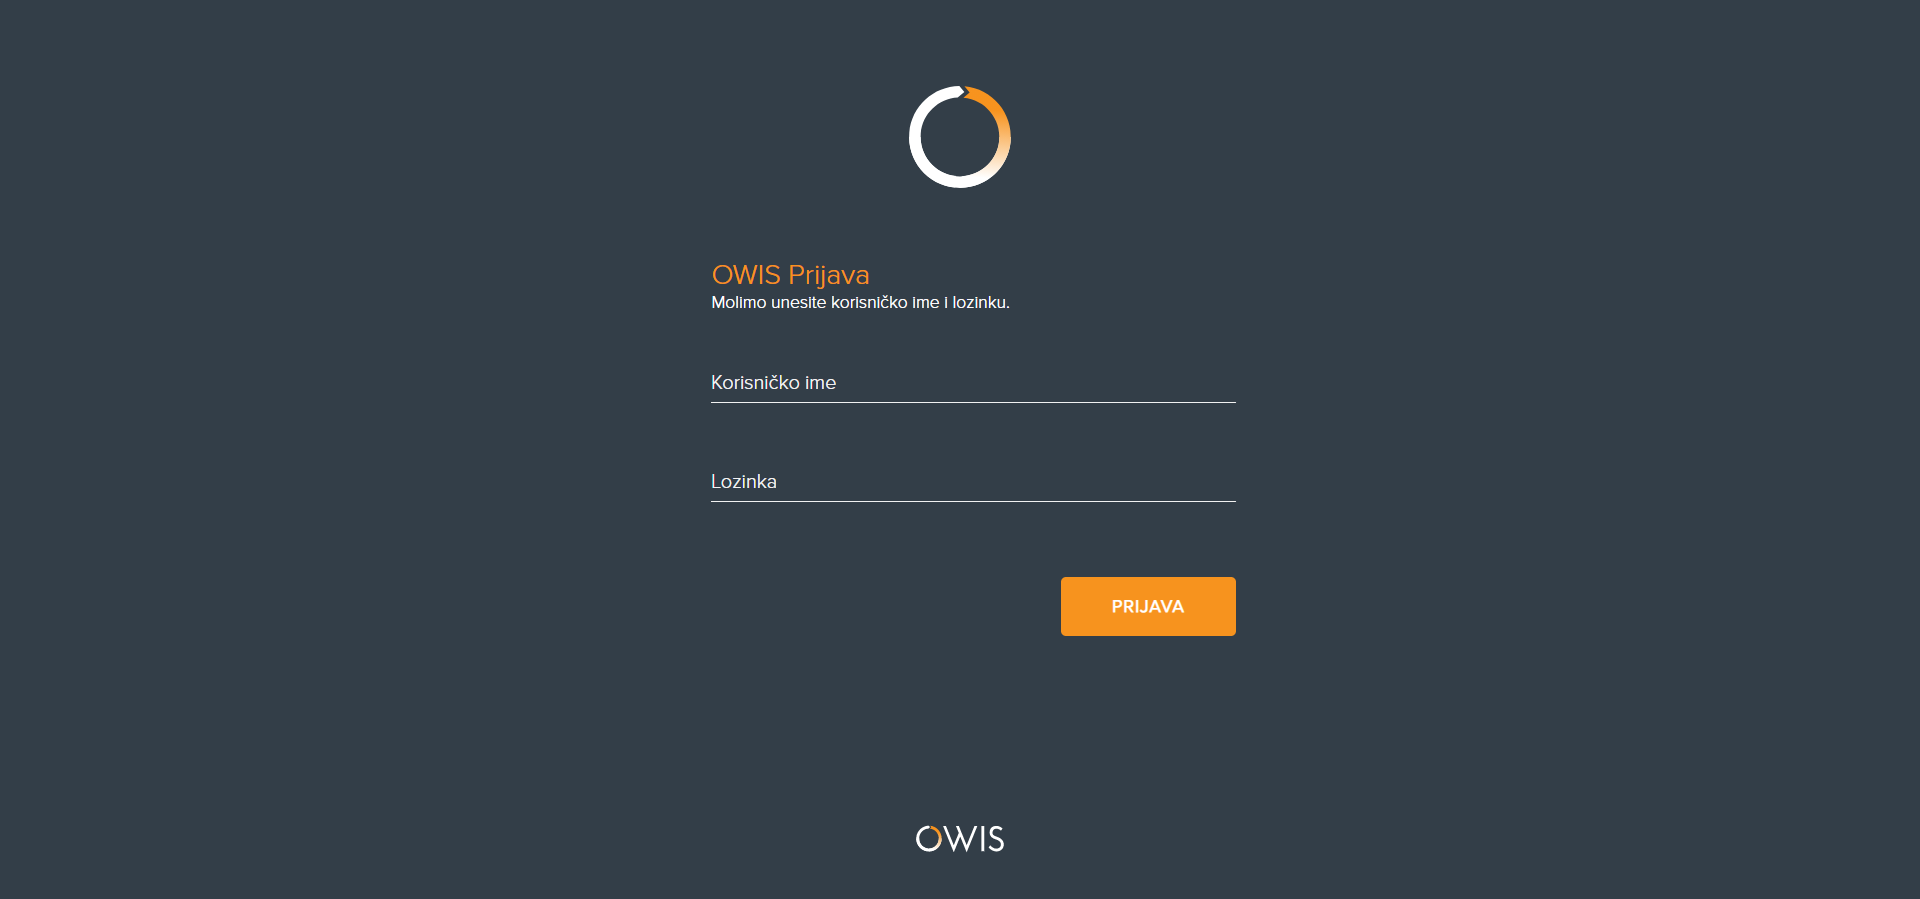 OWIS Prijava
Molimo unesite korisničko ime i lozinku.
Korisničko ime
Lozinka
PRIJAVA
OWIS